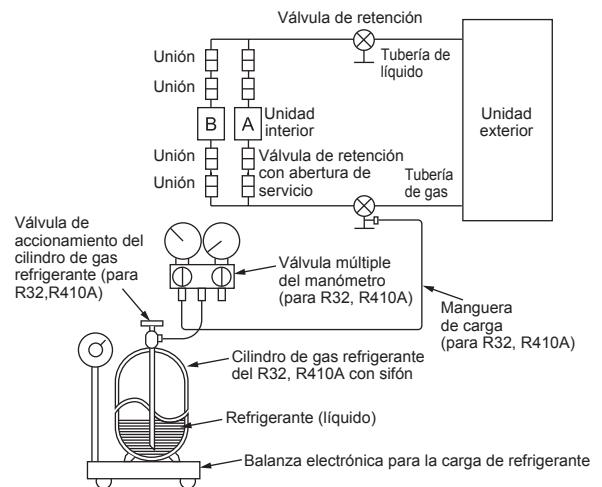 Válvula de retención
Unión
Tubería de
líquido
Unión
B
A
Unidad
interior
Unidad
exterior
Unión
Válvula de retención
con abertura de
servicio
Unión
Tubería
de gas
Válvula de
accionamiento del
cilindro de gas
refrigerante (para
R32,R410A)
Válvula múltiple
del manómetro
(para R32, R410A)
Manguera
de carga
(para R32, R410A)
Cilindro de gas refrigerante
del R32, R410A con sifón
Refrigerante (líquido)
Balanza electrónica para la carga de refrigerante